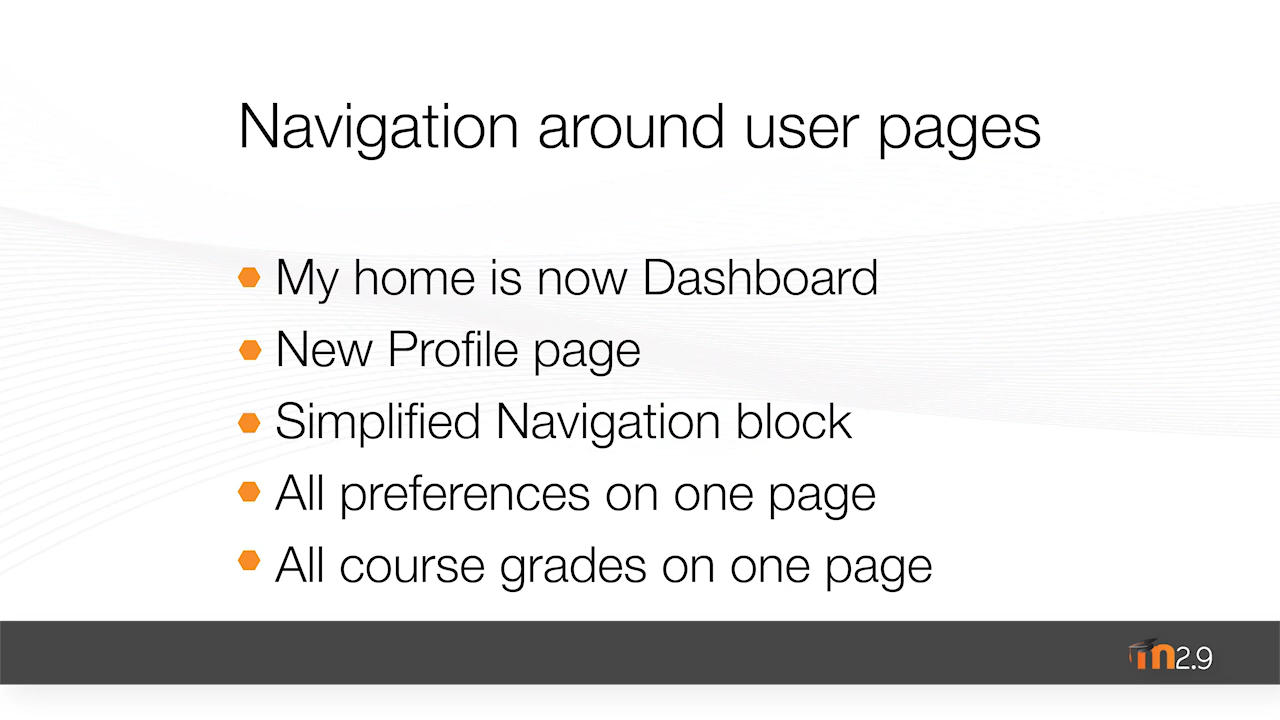 Navigation around user pages
My home is now Dashboard
New Profile page
Simplified Navigation block
All preferences on one page
All course grades on one page
m2.9